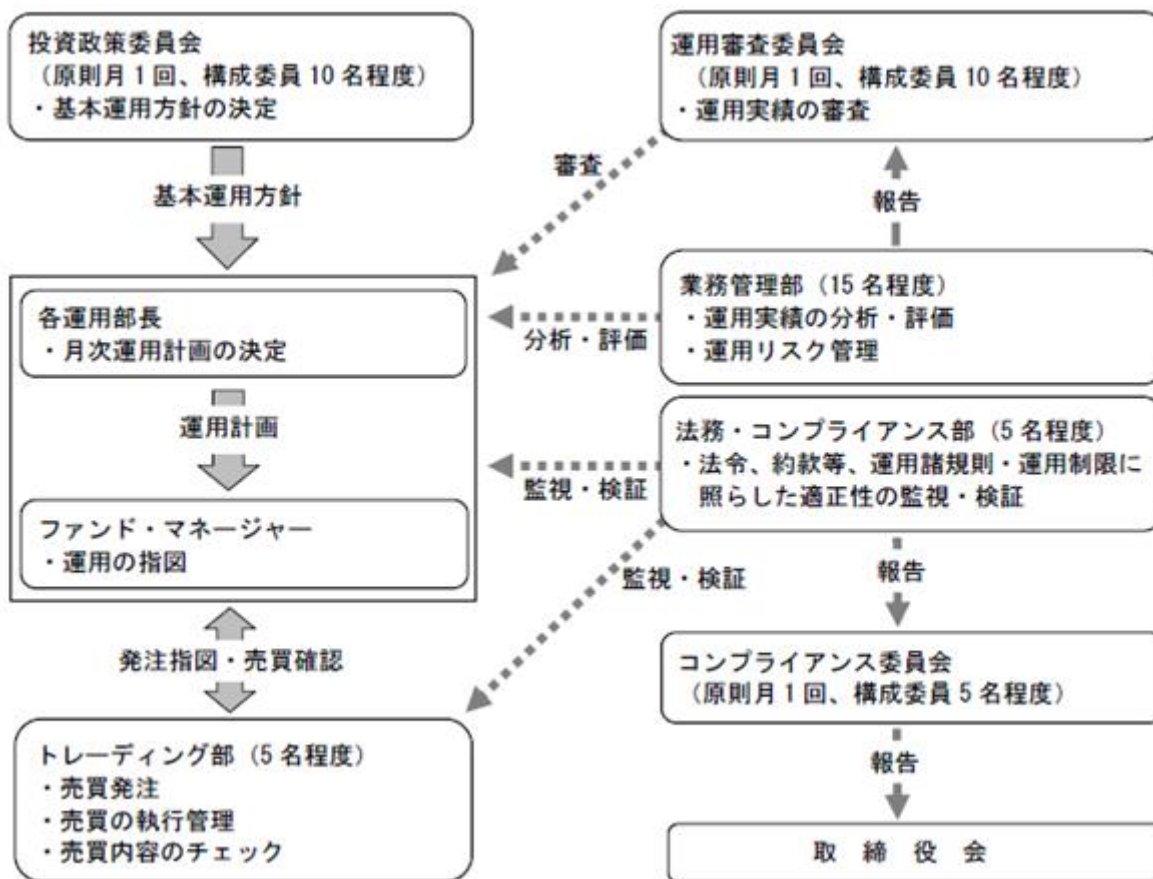 投資政策委員会
（原則月１回、構成委員 10 名程度）
・基本運用方針の決定
基本運用方針
各運用部長
・月次運用計画の決定
運用計画
ファンド・マネージャー
・運用の指図
発注指図・売買確認
トレーディング部（5 名程度）
・売買発注
・売買の執行管理
・売買内容のチェック
運用審査委員会
（原則月１回、構成委員 10 名程度）
・運用実績の審査
審査
報告
業務管理部（15 名程度）
・運用実績の分析・評価
・運用リスク管理
分析・評価
法務・コンプライアンス部（5 名程度）
・法令、約款等、運用諸規則・運用制限に
照らした適正性の監視・検証
監視・検証
監視・検証
報告
コンプライアンス委員会
（原則月１回、構成委員 5 名程度）
報告
取 締 役 会